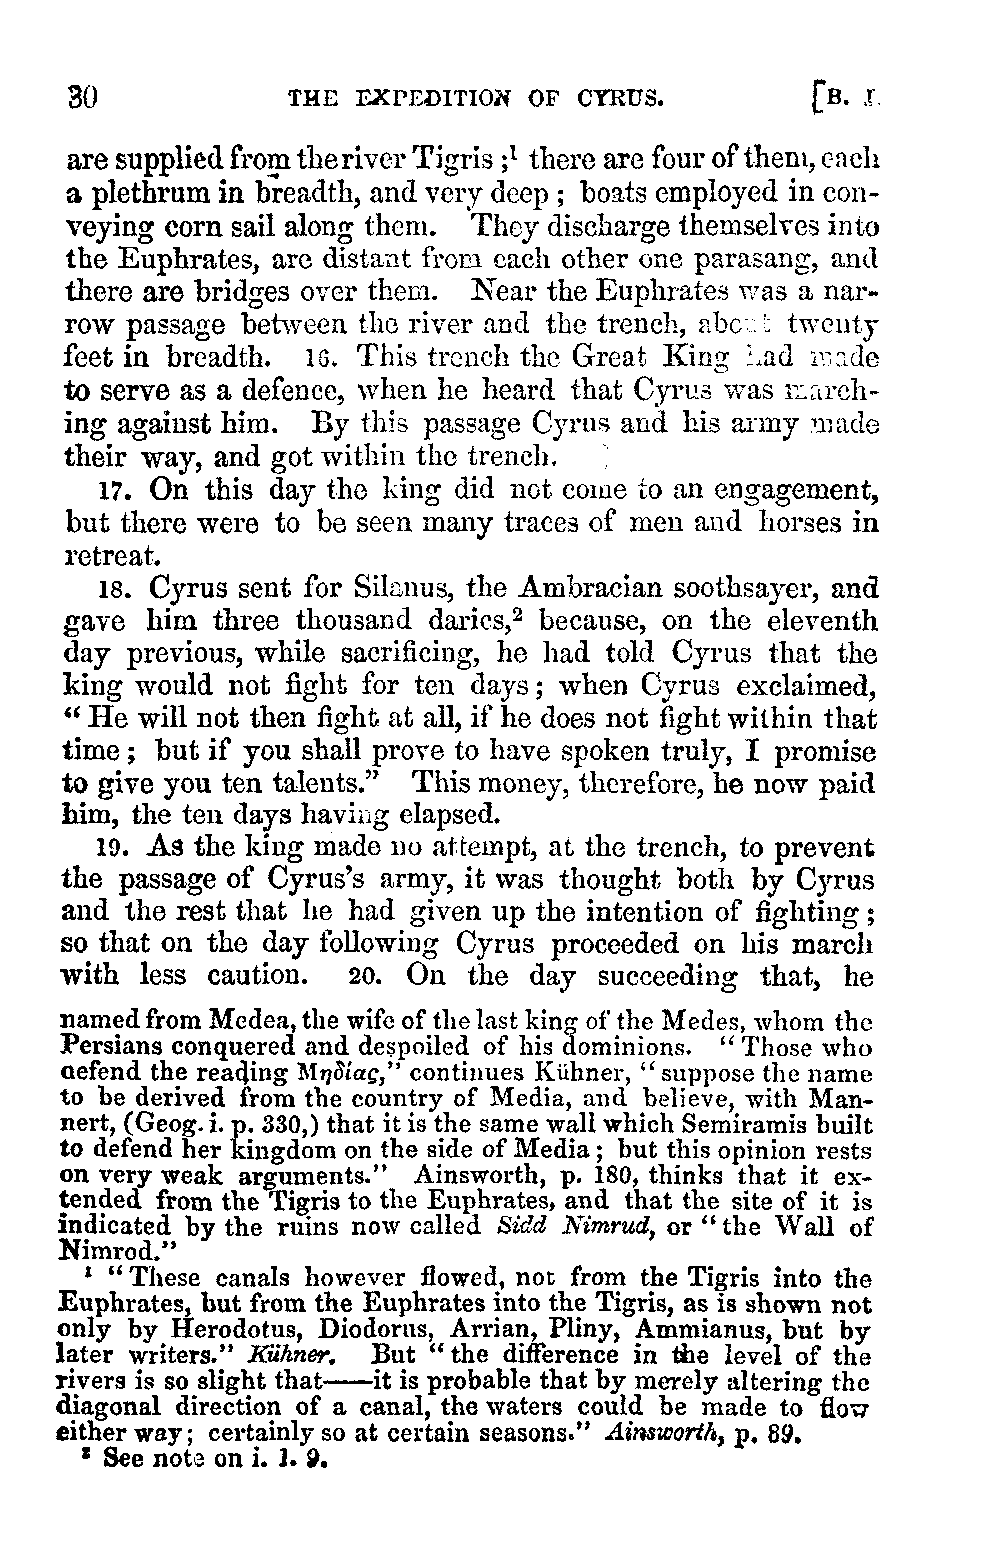 30 THE EXPEDITION OF CYRUS. [B. I.
are supplied from the river Tigris ;¹ there are four of them, each
a plethrum in breadth, and very deep ; boats employed in con-
veying corn sail along them. They discharge themselves into
the Euphrates, are distant from each other one parasang, and
there are bridges over them. Near the Euphrates was a nar-
row passage between the river and the trench, about twenty
feet in breadth. 16. This trench the Great King had made
to serve as a defence, when he heard that Cyrus was march-
ing against him. By this passage Cyrus and his army made
their way, and got within the trench.
17. On this day the king did not come to an engagement,
but there were to be seen many traces of men and horses in
retreat.
18. Cyrus sent for Silanus, the Ambracian soothsayer, and
gave him three thousand darics,² because, on the eleventh
day previous, while sacrificing, he had told Cyrus that the
king would not fight for ten days ; when Cyrus exclaimed,
“ He will not then fight at all, if he does not fight within that
time ; but if you shall prove to have spoken truly, I promise
to give you ten talents.” This money, therefore, he now paid
him, the ten days having elapsed.
19. As the king made no attempt, at the trench, to prevent
the passage of Cyrus’s army, it was thought both by Cyrus
and the rest that he had given up the intention of fighting ;
so that on the day following Cyrus proceeded on his march
with less caution. 20. On the day succeeding that, he
named from Medea, the wife of the last king of the Medes, whom the
Persians conquered and despoiled of his dominions. “ Those who
defend the reading Μηδίας,” continues Kühner, “ suppose the name
to be derived from the country of Media, and believe, with Man-
nert, (Geog. i. p. 330,) that it is the same wall which Semiramis built
to defend her kingdom on the side of Media ; but this opinion rests
on very weak arguments.” Ainsworth, p. 180, thinks that it ex-
tended from the Tigris to the Euphrates, and that the site of it is
indicated by the ruins now called Sidd Nimrud, or “ the Wall of
Nimrod.”
¹ “ These canals however flowed, not from the Tigris into the
Euphrates, but from the Euphrates into the Tigris, as is shown not
only by Herodotus, Diodorus, Arrian, Pliny, Ammianus, but by
later writers.” Kühner. But “ the difference in the level of the
rivers is so slight that——it is probable that by merely altering the
diagonal direction of a canal, the waters could be made to flow
either way ; certainly so at certain seasons.” Ainsworth, p. 89.
² See note on i. 1. 9.